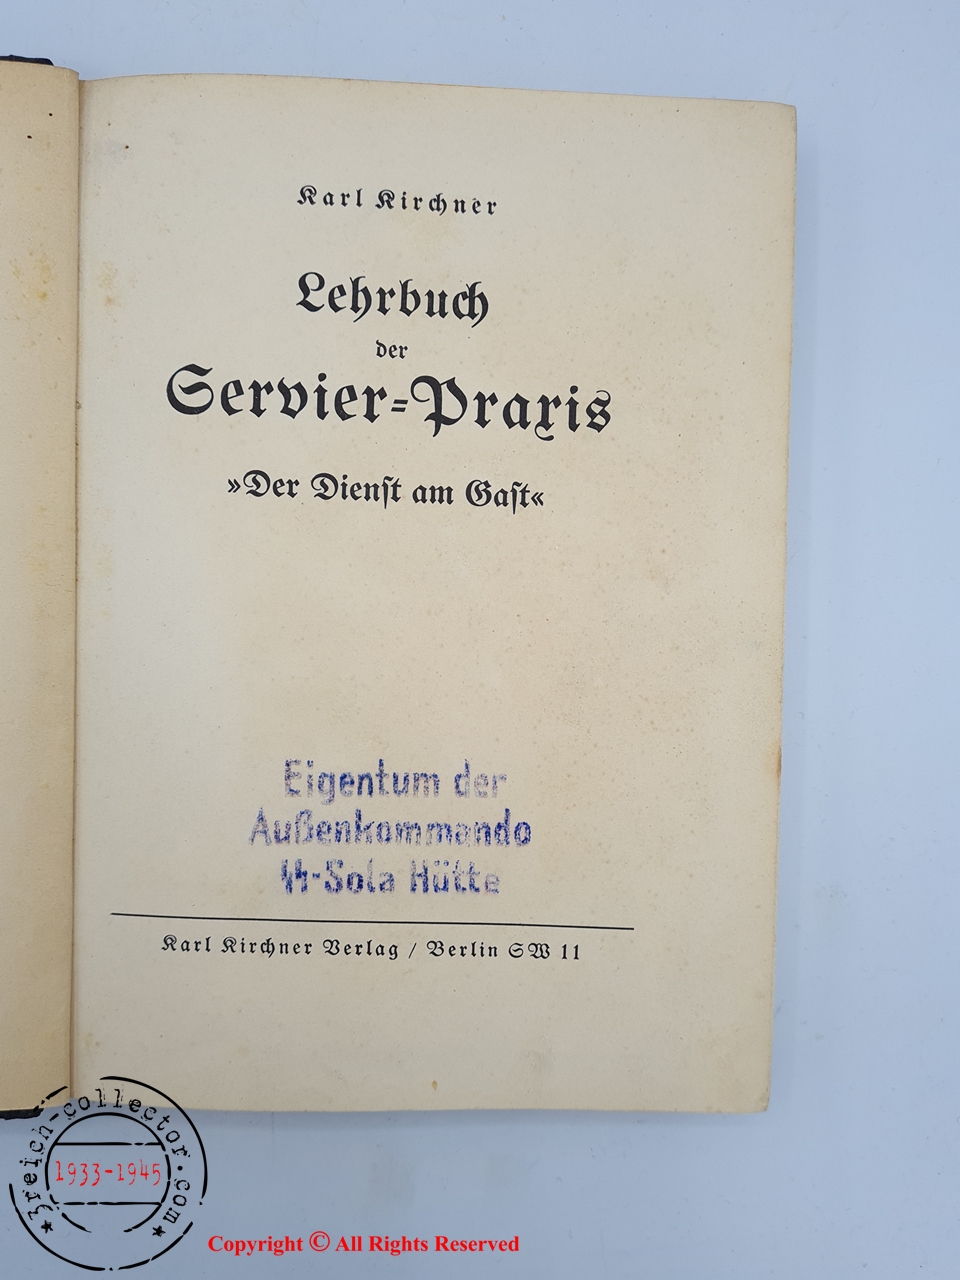 Karl Kirchner
Lehrbuch
der
Servier-Praxis
»Der Dienſt am Gaſt«
Eigentum der
Außenkommando
ᛋᛋ-Sola Hütte
Karl Kirchner Verlag / Berlin SW 11
3reich-collector.com
1933-1945
Copyright © All Rights Reserved